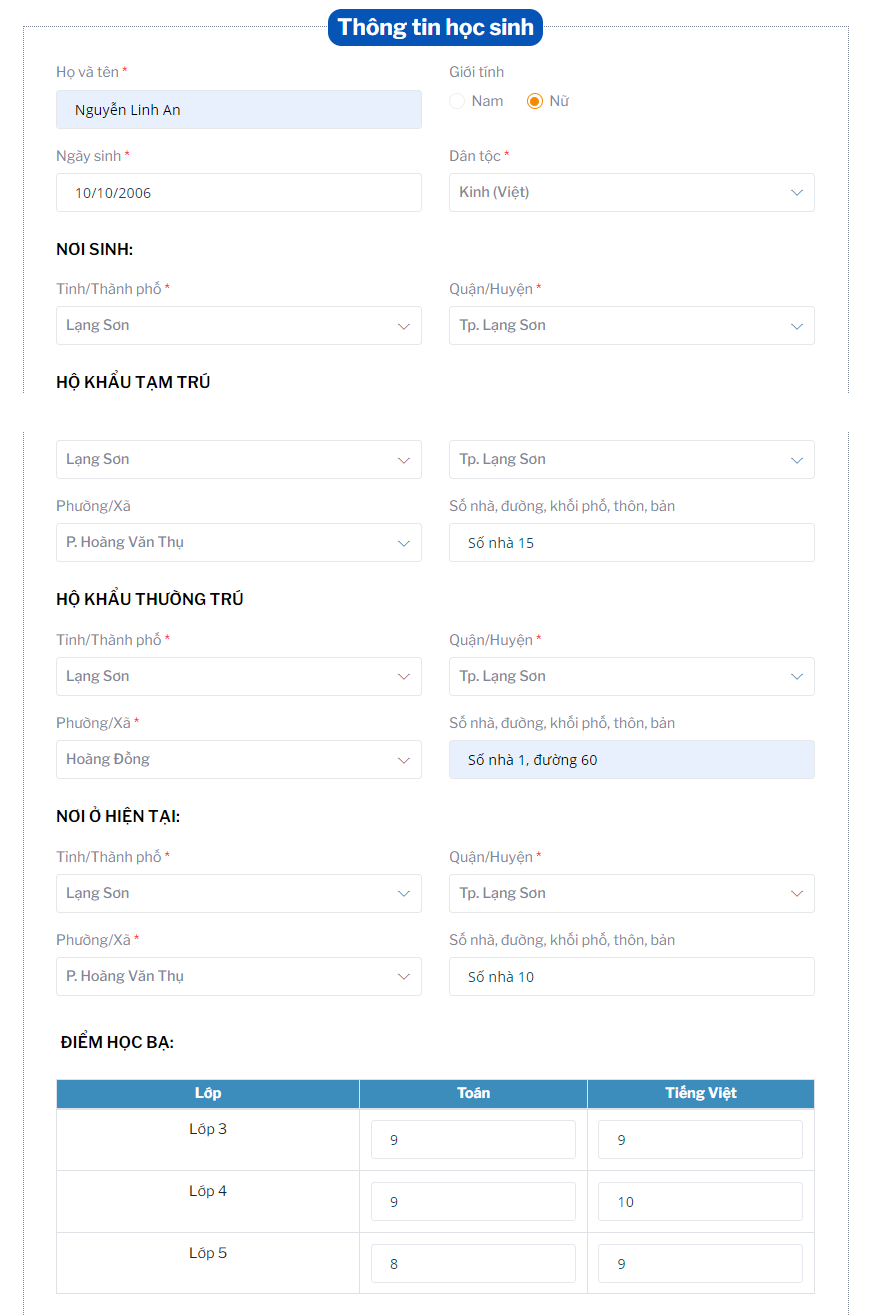 Thông tin học sinh
Họ và tên *
Giới tính
Nguyễn Linh An
Nam
Nữ
Ngày sinh *
Dân tộc *
10/10/2006
Kinh (Việt)
NƠI SINH:
Tỉnh/Thành phố *
Quận/Huyện *
Lạng Sơn
Tp. Lạng Sơn
HỘ KHẨU TẠM TRÚ
Lạng Sơn
Tp. Lạng Sơn
Phường/Xã
Số nhà, đường, khối phố, thôn, bản
P. Hoàng Văn Thụ
Số nhà 15
HỘ KHẨU THƯỜNG TRÚ
Tỉnh/Thành phố *
Quận/Huyện *
Lạng Sơn
Tp. Lạng Sơn
Phường/Xã *
Số nhà, đường, khối phố, thôn, bản
Hoàng Đồng
Số nhà 1, đường 60
NƠI Ở HIỆN TẠI:
Tỉnh/Thành phố *
Quận/Huyện *
Lạng Sơn
Tp. Lạng Sơn
Phường/Xã *
Số nhà, đường, khối phố, thôn, bản
P. Hoàng Văn Thụ
Số nhà 10
ĐIỂM HỌC BẠ:
Lớp Toán Tiếng Việt
Lớp 3 9 9
Lớp 4 9 10
Lớp 5 8 9